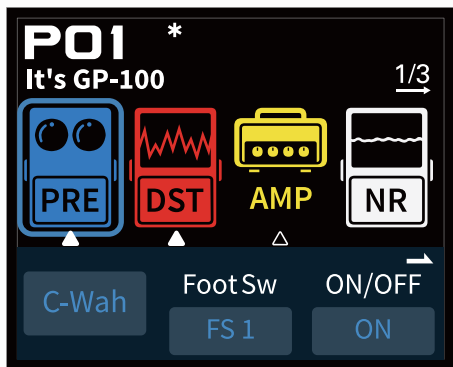 P01 *
It's GP-100
1/3
PRE DST AMP NR
Foot Sw ON/OFF
C-Wah FS 1 ON